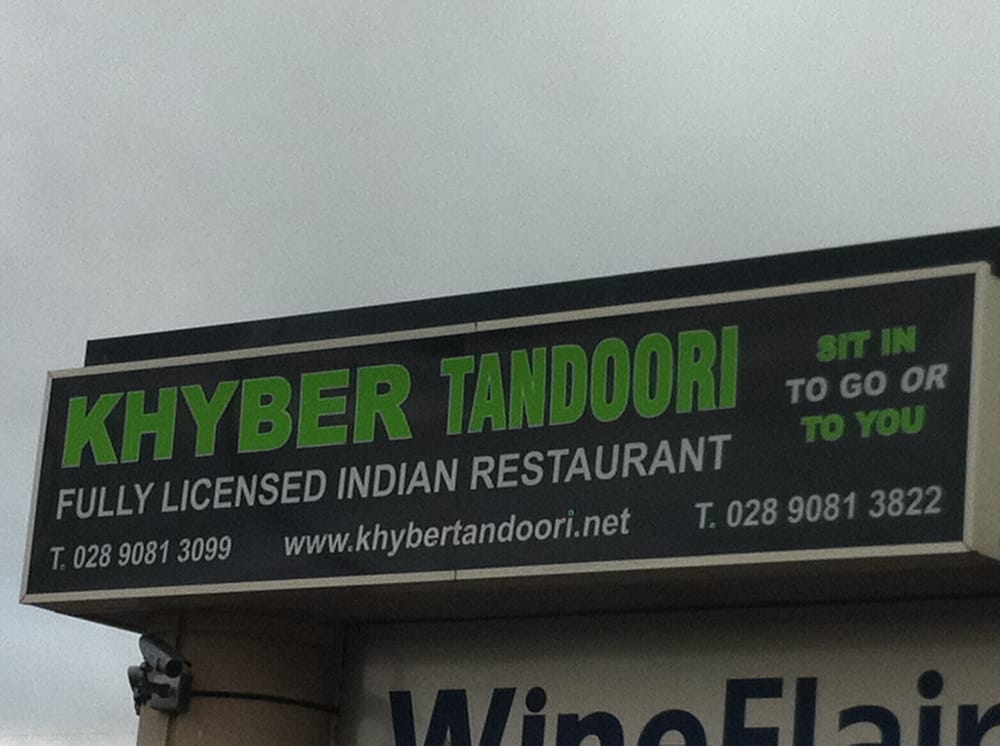 KHYBER TANDOORI
SIT IN
TO GO OR
TO YOU
FULLY LICENSED INDIAN RESTAURANT
T. 028 9081 3099 www.khybertandoori.net T. 028 9081 3822
WineFlair